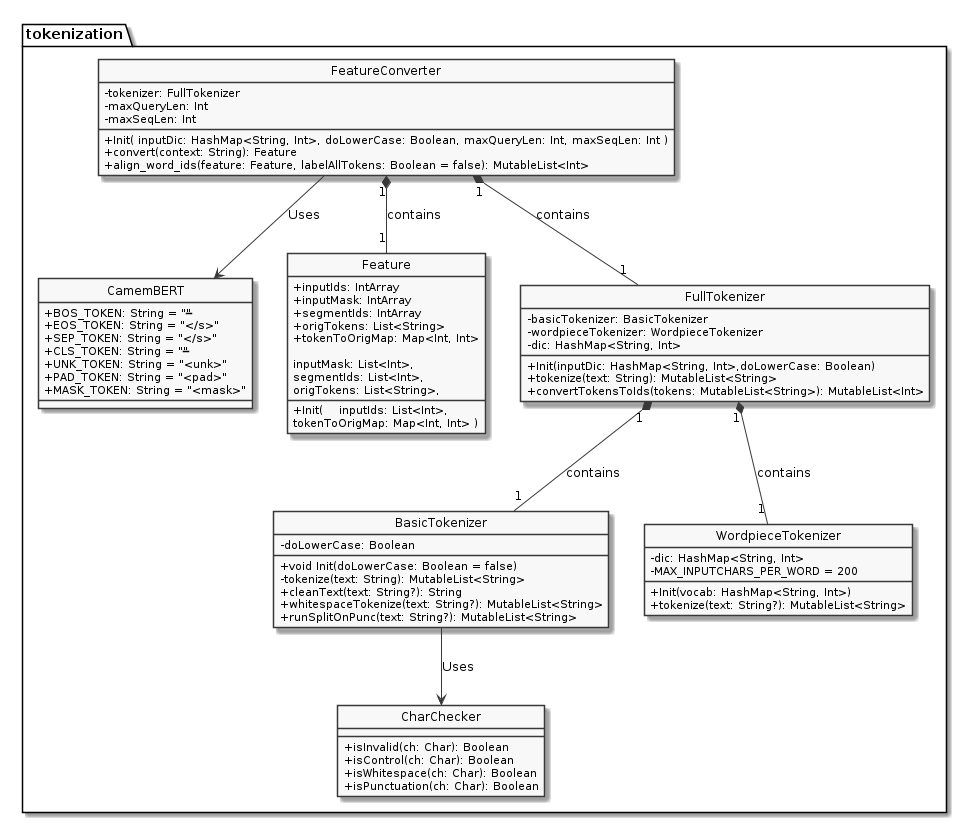 tokenization
FeatureConverter
-tokenizer: FullTokenizer
-maxQueryLen: Int
-maxSeqLen: Int
+Init( inputDic: HashMap<String, Int>, doLowerCase: Boolean, maxQueryLen: Int, maxSeqLen: Int )
+convert(context: String): Feature
+align_word_ids(feature: Feature, labelAllTokens: Boolean = false): MutableList<Int>
1
1
Uses
contains
contains
1
1
CamemBERT
+BOS_TOKEN: String = "
+EOS_TOKEN: String = "</s>"
+SEP_TOKEN: String = "</s>"
+CLS_TOKEN: String = "
+UNK_TOKEN: String = "<unk>"
+PAD_TOKEN: String = "<pad>"
+MASK_TOKEN: String = "<mask>"
Feature
+inputIds: IntArray
+inputMask: IntArray
+segmentIds: IntArray
+origTokens: List<String>
+tokenToOrigMap: Map<Int, Int>
inputMask: List<Int>,
segmentIds: List<Int>,
origTokens: List<String>,
+Init( inputIds: List<Int>,
tokenToOrigMap: Map<Int, Int> )
FullTokenizer
-basicTokenizer: BasicTokenizer
-wordpieceTokenizer: WordpieceTokenizer
-dic: HashMap<String, Int>
+Init(inputDic: HashMap<String, Int>,doLowerCase: Boolean)
+tokenize(text: String): MutableList<String>
+convertTokensToIds(tokens: MutableList<String>): MutableList<Int>
1
1
contains
contains
1
1
BasicTokenizer
-doLowerCase: Boolean
+void Init(doLowerCase: Boolean = false)
-tokenize(text: String): MutableList<String>
+cleanText(text: String?): String
+whitespaceTokenize(text: String?): MutableList<String>
+runSplitOnPunc(text: String?): MutableList<String>
WordpieceTokenizer
-dic: HashMap<String, Int>
-MAX_INPUTCHARS_PER_WORD = 200
+Init(vocab: HashMap<String, Int>)
+tokenize(text: String?): MutableList<String>
Uses
CharChecker
+isInvalid(ch: Char): Boolean
+isControl(ch: Char): Boolean
+isWhitespace(ch: Char): Boolean
+isPunctuation(ch: Char): Boolean